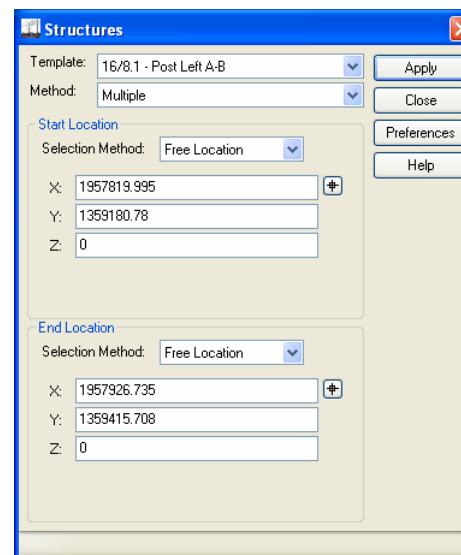 Structures
Template: 16/8.1 - Post Left A-B
Apply
Method: Multiple
Close
Start Location
Preferences
Selection Method: Free Location
Help
X: 1957819.995
Y: 1359180.78
Z: 0
End Location
Selection Method: Free Location
X: 1957926.735
Y: 1359415.708
Z: 0